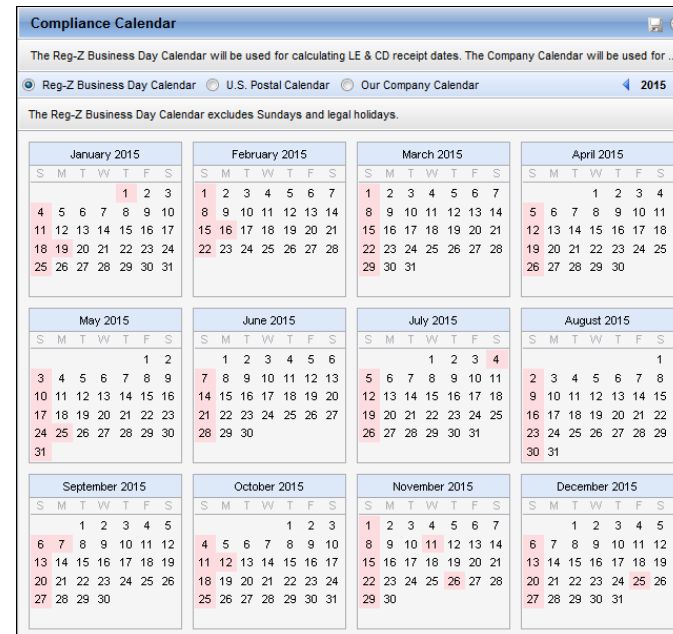 Compliance Calendar
The Reg-Z Business Day Calendar will be used for calculating LE & CD receipt dates. The Company Calendar will be used for ..
Reg-Z Business Day Calendar U.S. Postal Calendar Our Company Calendar 2015
The Reg-Z Business Day Calendar excludes Sundays and legal holidays.
January 2015 February 2015 March 2015 April 2015
S M T W T F S S M T W T F S S M T W T F S S M T W T F S
1 2 3 1 2 3 4 5 6 7 1 2 3 4 5 6 7 1 2 3 4
4 5 6 7 8 9 10 8 9 10 11 12 13 14 8 9 10 11 12 13 14 5 6 7 8 9 10 11
11 12 13 14 15 16 17 15 16 17 18 19 20 21 15 16 17 18 19 20 21 12 13 14 15 16 17 18
18 19 20 21 22 23 24 22 23 24 25 26 27 28 22 23 24 25 26 27 28 19 20 21 22 23 24 25
25 26 27 28 29 30 31 29 30 31 26 27 28 29 30
May 2015 June 2015 July 2015 August 2015
S M T W T F S S M T W T F S S M T W T F S S M T W T F S
1 2 1 2 3 4 5 6 1 2 3 4 1
3 4 5 6 7 8 9 7 8 9 10 11 12 13 5 6 7 8 9 10 11 2 3 4 5 6 7 8
10 11 12 13 14 15 16 14 15 16 17 18 19 20 12 13 14 15 16 17 18 9 10 11 12 13 14 15
17 18 19 20 21 22 23 21 22 23 24 25 26 27 19 20 21 22 23 24 25 16 17 18 19 20 21 22
24 25 26 27 28 29 30 28 29 30 26 27 28 29 30 31 23 24 25 26 27 28 29
31 30 31
September 2015 October 2015 November 2015 December 2015
S M T W T F S S M T W T F S S M T W T F S S M T W T F S
1 2 3 4 5 1 2 3 1 2 3 4 5 6 7 1 2 3 4 5
6 7 8 9 10 11 12 4 5 6 7 8 9 10 8 9 10 11 12 13 14 6 7 8 9 10 11 12
13 14 15 16 17 18 19 11 12 13 14 15 16 17 15 16 17 18 19 20 21 13 14 15 16 17 18 19
20 21 22 23 24 25 26 18 19 20 21 22 23 24 22 23 24 25 26 27 28 20 21 22 23 24 25 26
27 28 29 30 25 26 27 28 29 30 31 29 30 27 28 29 30 31